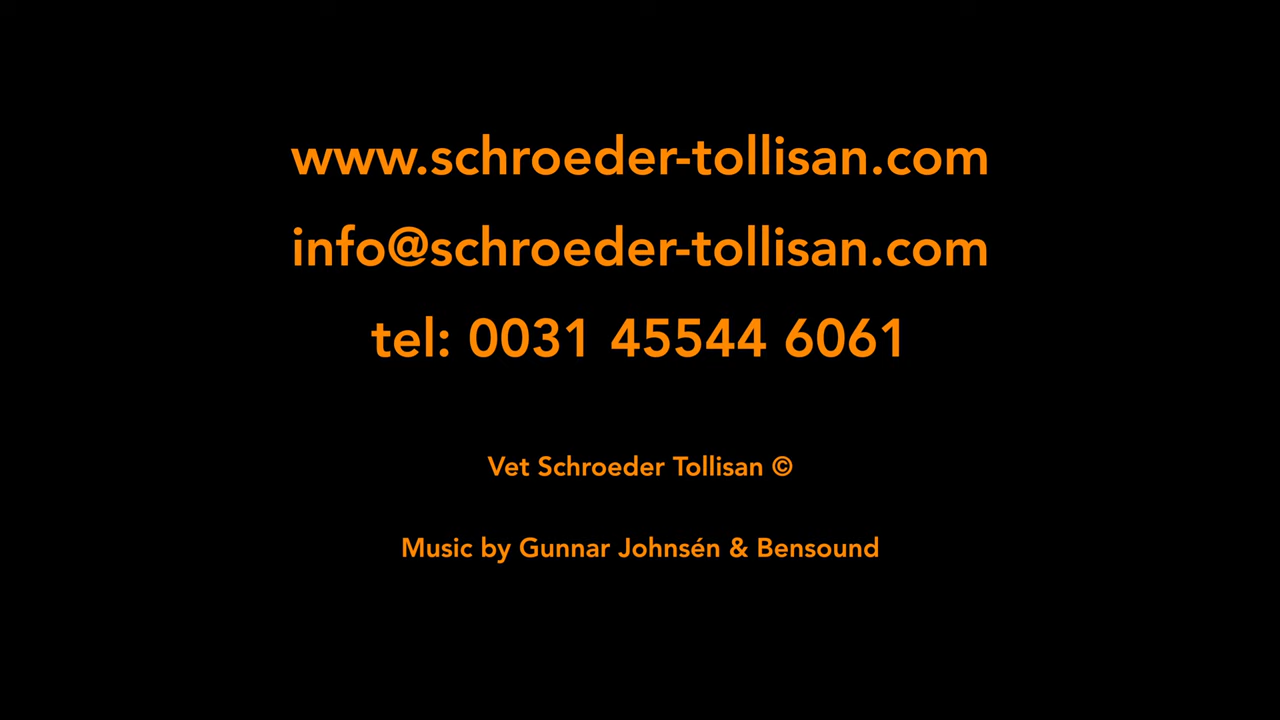 www.schroeder-tollisan.com
info@schroeder-tollisan.com
tel: 0031 45544 6061
Vet Schroeder Tollisan ©
Music by Gunnar Johnsén & Bensound